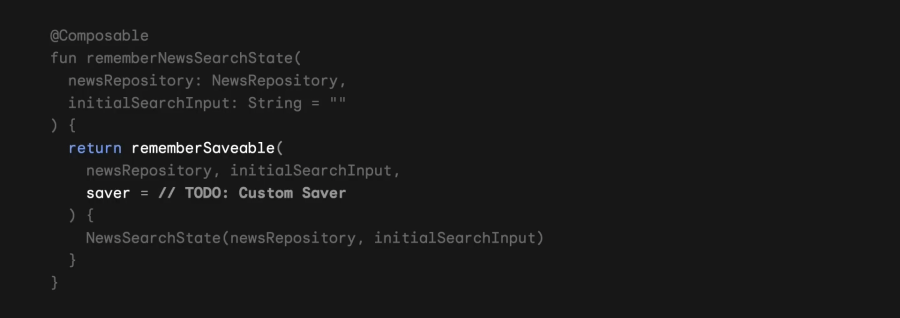 @Composable
fun rememberNewsSearchState(
  newsRepository: NewsRepository,
  initialSearchInput: String = ""
) {
  return rememberSaveable(
    newsRepository, initialSearchInput,
    saver = // TODO: Custom Saver
  ) {
    NewsSearchState(newsRepository, initialSearchInput)
  }
}